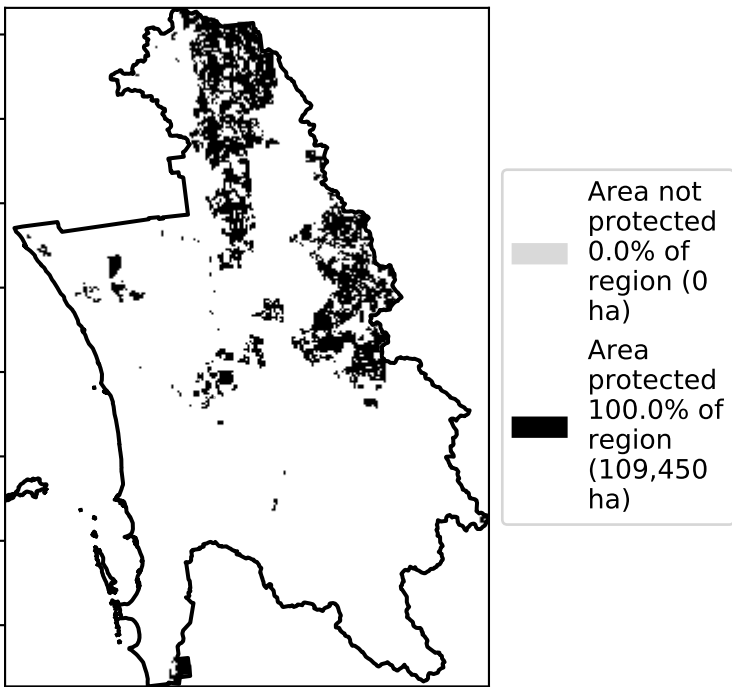 Area not
protected
0.0% of
region (0
ha)
Area
protected
100.0% of
region
(109,450
ha)